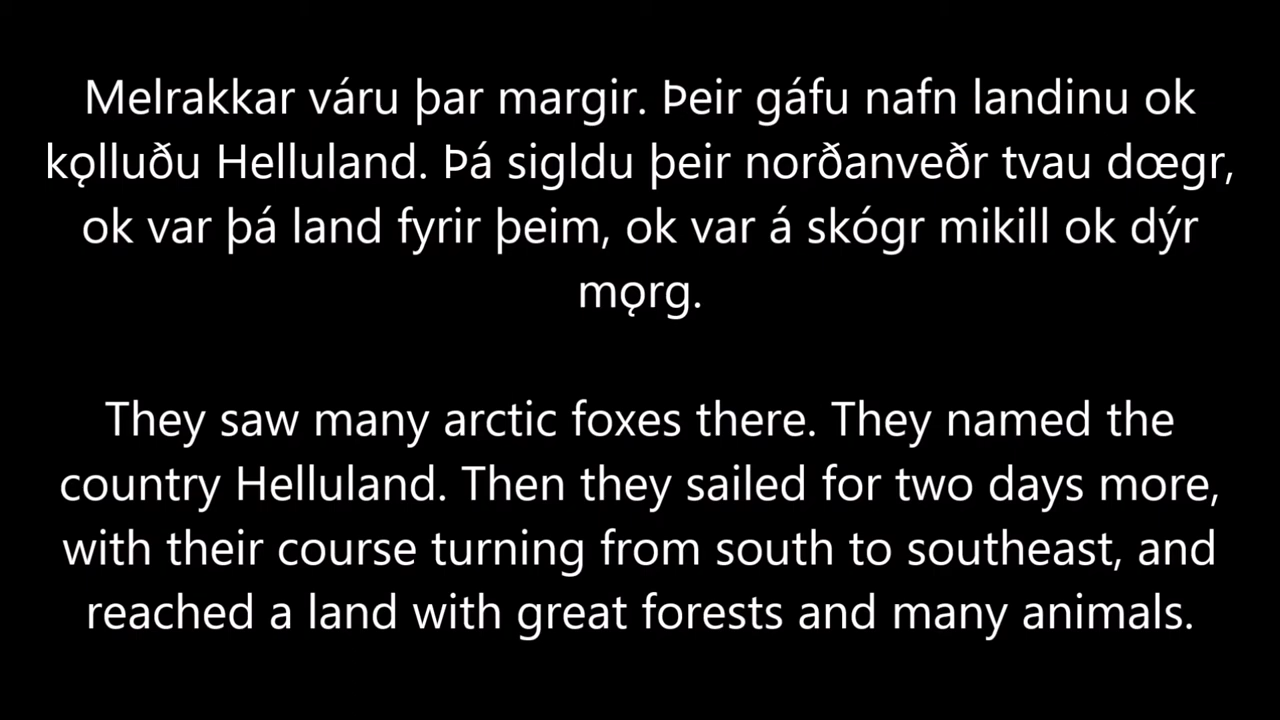 Melrakkar váru þar margir. Þeir gáfu nafn landinu ok
kǫlluðu Helluland. Þá sigldu þeir norðanveðr tvau dœgr,
ok var þá land fyrir þeim, ok var á skógr mikill ok dýr
mǫrg.
They saw many arctic foxes there. They named the
country Helluland. Then they sailed for two days more,
with their course turning from south to southeast, and
reached a land with great forests and many animals.